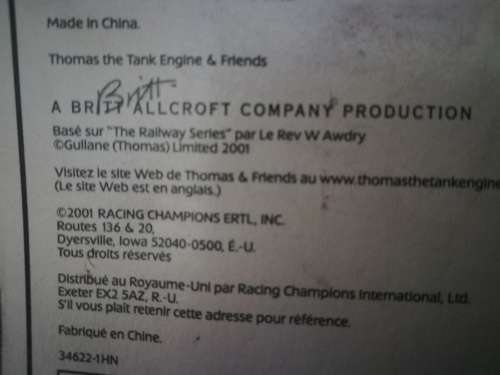 Made in China.
Thomas the Tank Engine & Friends
Britt
A BRITT ALLCROFT COMPANY PRODUCTION
Basé sur "The Railway Series" par Le Rev W Awdry
©Gullane (Thomas) Limited 2001
Visitez le site Web de Thomas & Friends au www.thomasthetankengine
(Le site Web est en anglais.)
©2001 RACING CHAMPIONS ERTL, INC.
Routes 136 & 20,
Dyersville, Iowa 52040-0500, É.-U.
Tous droits réservés
Distribué au Royaume-Uni par Racing Champions International, Ltd.
Exeter EX2 5AZ, R.-U.
S'il vous plaît retenir cette adresse pour référence.
Fabriqué en Chine.
34622-1HN